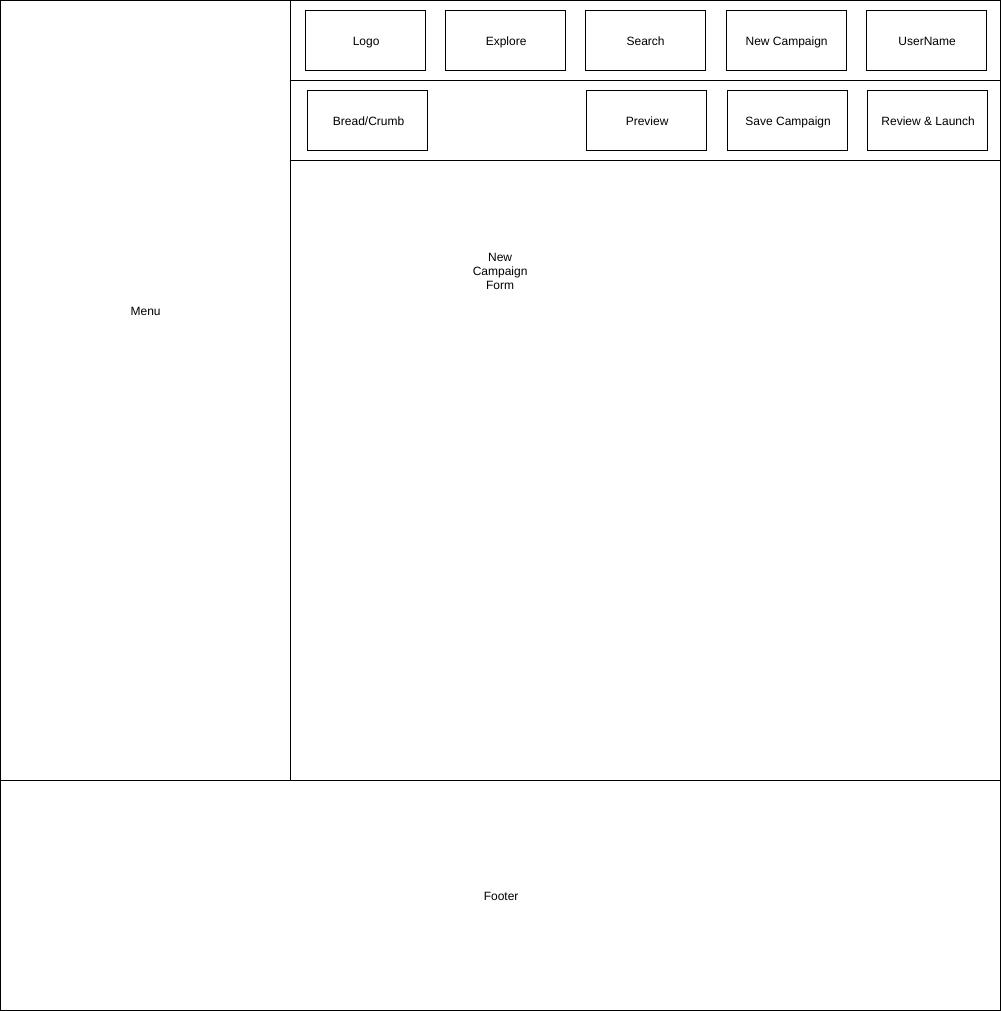 Logo
Explore
Search
New Campaign
UserName
Bread/Crumb
Preview
Save Campaign
Review & Launch
New
Campaign
Form
Menu
Footer